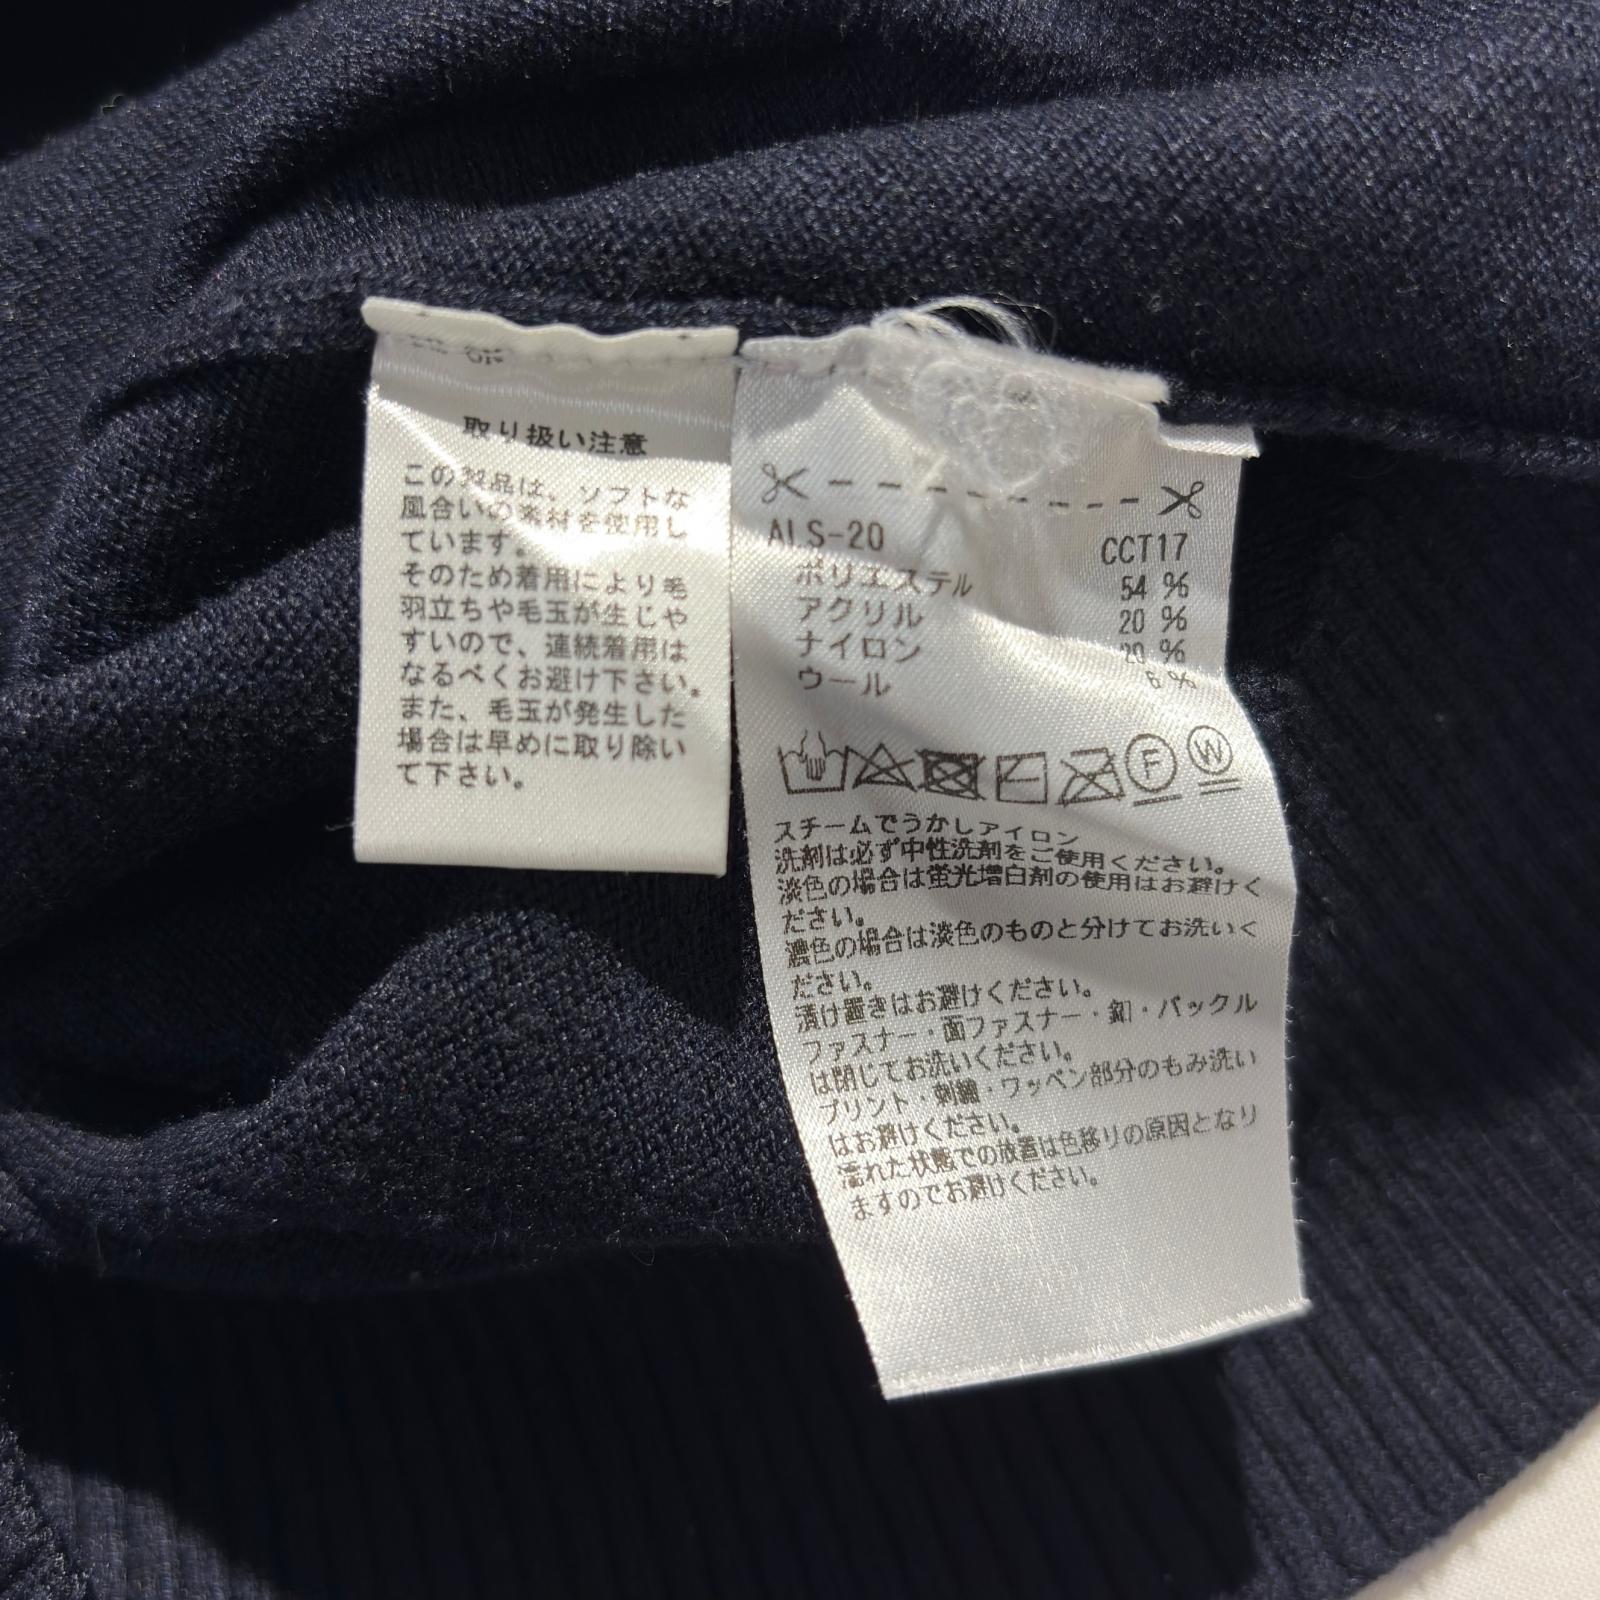 取り扱い注意
この製品は、ソフトな
風合いの素材を使用し
ています。
そのため着用により毛
羽立ちや毛玉が生じや
すいので、連続着用は
なるべくお避け下さい。
また、毛玉が発生した
場合は早めに取り除い
て下さい。
ALS-20 CCT17
ポリエステル 54 %
アクリル 20 %
ナイロン 20 %
ウール 6 %
F W
スチームでうかしアイロン
洗剤は必ず中性洗剤をご使用ください。
淡色の場合は蛍光増白剤の使用はお避けく
ださい。
濃色の場合は淡色のものと分けてお洗いく
ださい。
漬け置きはお避けください。
ファスナー・面ファスナー・釦・バックル
は閉じてお洗いください。
プリント・刺繍・ワッペン部分のもみ洗い
はお避けください。
濡れた状態での放置は色移りの原因となり
ますのでお避けください。